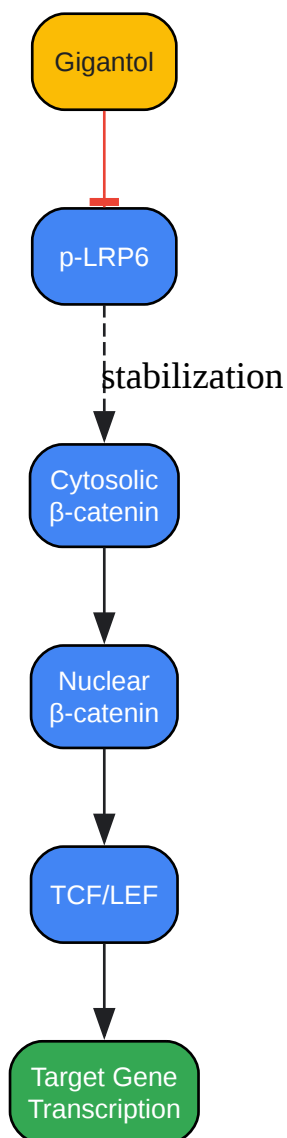 Gigantol
p-LRP6
stabilization
Cytosolic
β-catenin
Nuclear
β-catenin
TCF/LEF
Target Gene
Transcription